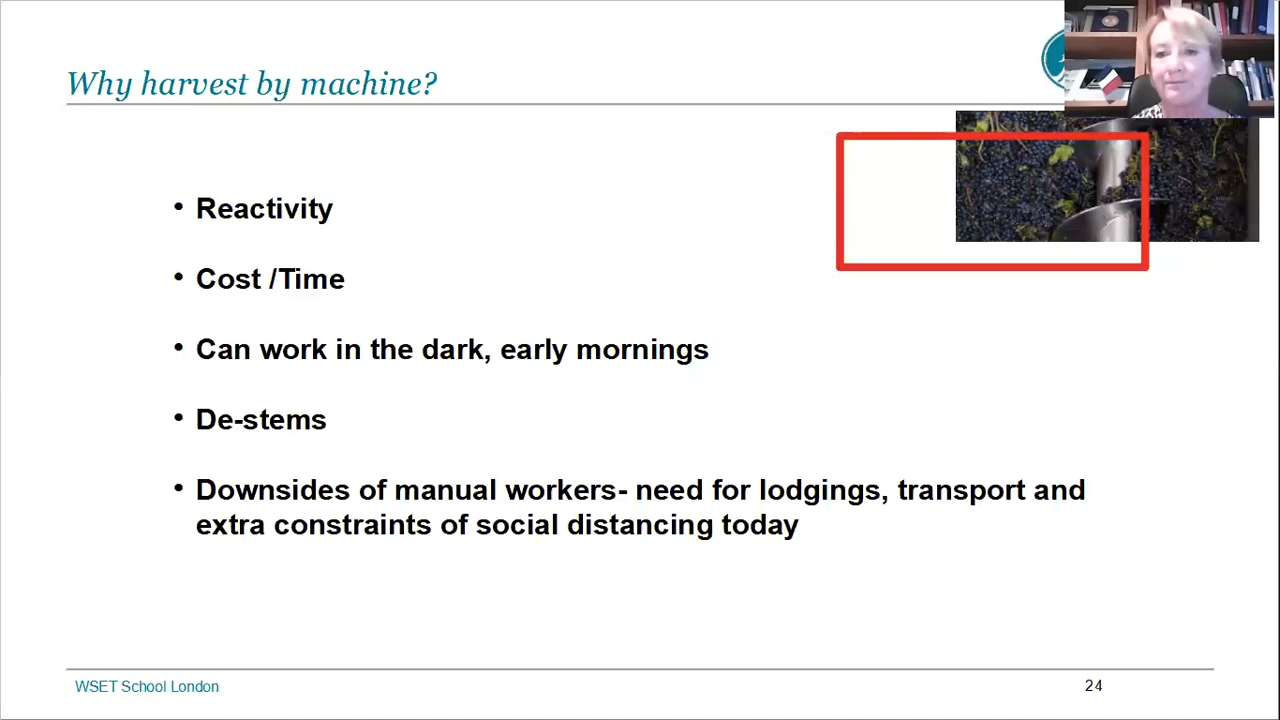 Why harvest by machine?
• Reactivity
• Cost /Time
• Can work in the dark, early mornings
• De-stems
• Downsides of manual workers- need for lodgings, transport and
extra constraints of social distancing today
WSET School London
24